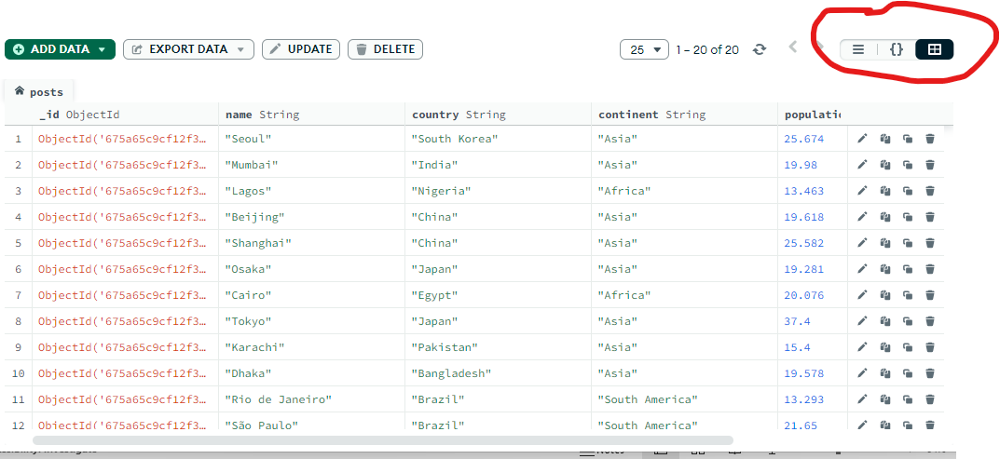 ADD DATA EXPORT DATA UPDATE DELETE 25 1 – 20 of 20 {}
posts
_id ObjectId name String country String continent String populatio
1 ObjectId('675a65c9cf12f3… "Seoul" "South Korea" "Asia" 25.674
2 ObjectId('675a65c9cf12f3… "Mumbai" "India" "Asia" 19.98
3 ObjectId('675a65c9cf12f3… "Lagos" "Nigeria" "Africa" 13.463
4 ObjectId('675a65c9cf12f3… "Beijing" "China" "Asia" 19.618
5 ObjectId('675a65c9cf12f3… "Shanghai" "China" "Asia" 25.582
6 ObjectId('675a65c9cf12f3… "Osaka" "Japan" "Asia" 19.281
7 ObjectId('675a65c9cf12f3… "Cairo" "Egypt" "Africa" 20.076
8 ObjectId('675a65c9cf12f3… "Tokyo" "Japan" "Asia" 37.4
9 ObjectId('675a65c9cf12f3… "Karachi" "Pakistan" "Asia" 15.4
10 ObjectId('675a65c9cf12f3… "Dhaka" "Bangladesh" "Asia" 19.578
11 ObjectId('675a65c9cf12f3… "Rio de Janeiro" "Brazil" "South America" 13.293
12 ObjectId('675a65c9cf12f3… "São Paulo" "Brazil" "South America" 21.65